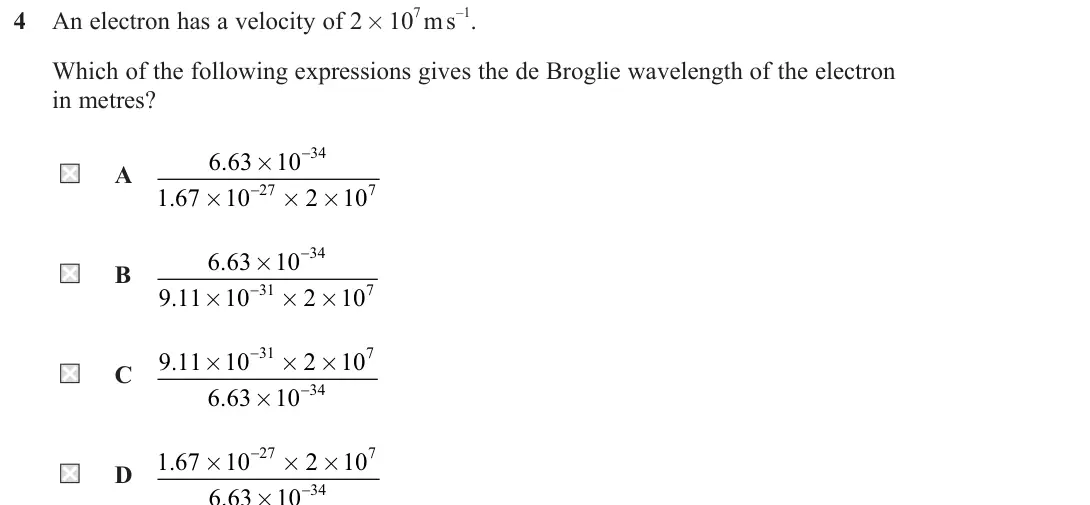 4 An electron has a velocity of 2 × 10⁷ m s⁻¹.
Which of the following expressions gives the de Broglie wavelength of the electron
in metres?
A
6.63 × 10⁻³⁴
1.67 × 10⁻²⁷ × 2 × 10⁷
B
6.63 × 10⁻³⁴
9.11 × 10⁻³¹ × 2 × 10⁷
C
9.11 × 10⁻³¹ × 2 × 10⁷
6.63 × 10⁻³⁴
D
1.67 × 10⁻²⁷ × 2 × 10⁷
6.63 × 10⁻³⁴